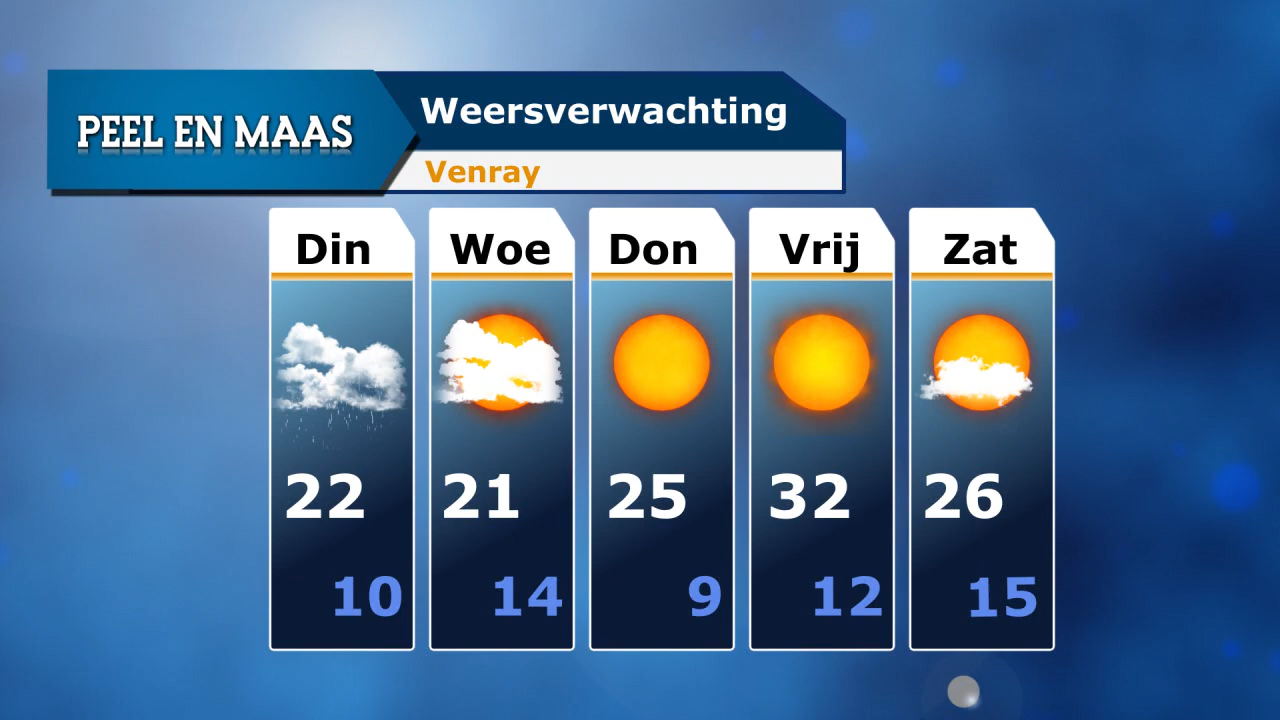 PEEL EN MAAS
Weersverwachting
Venray
Din Woe Don Vrij Zat
22 21 25 32 26
10 14 9 12 15